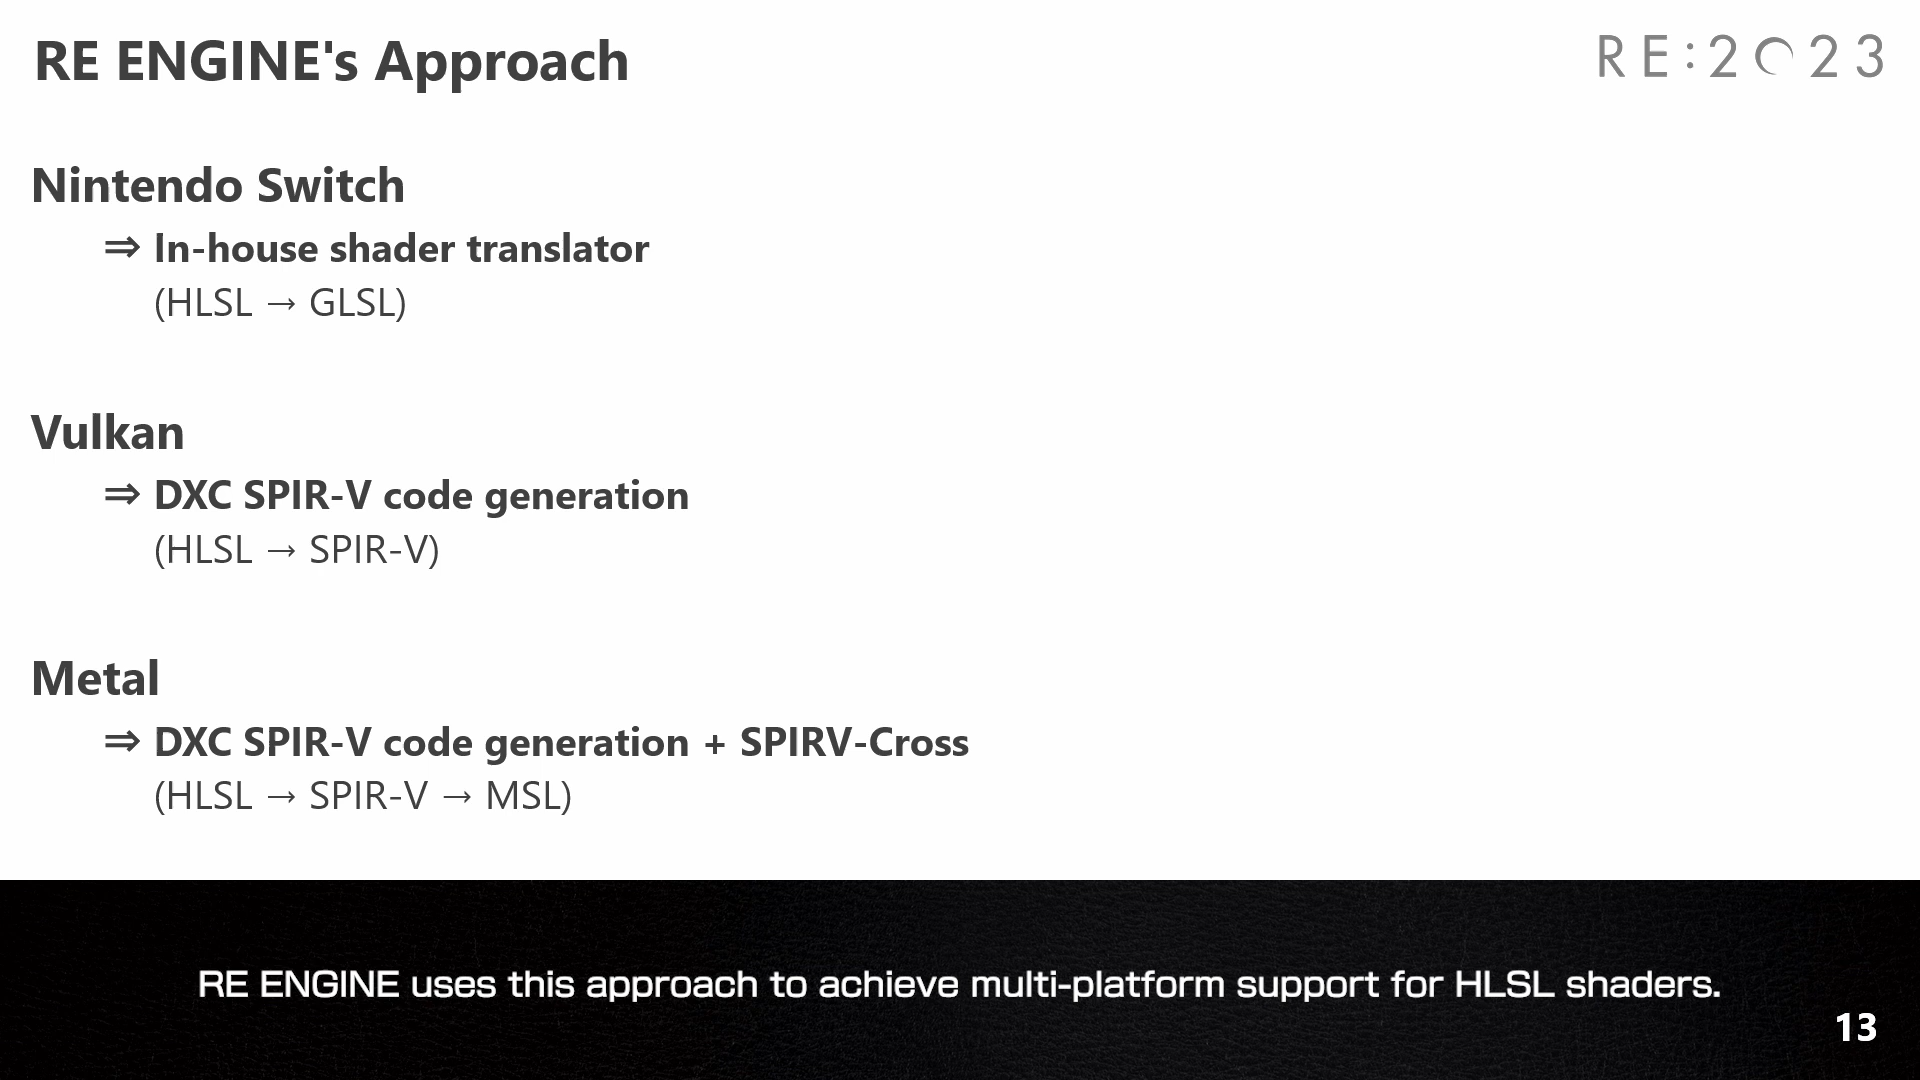 RE ENGINE's Approach
RE:2023
Nintendo Switch
⇒ In-house shader translator
(HLSL → GLSL)
Vulkan
⇒ DXC SPIR-V code generation
(HLSL → SPIR-V)
Metal
⇒ DXC SPIR-V code generation + SPIRV-Cross
(HLSL → SPIR-V → MSL)
RE ENGINE uses this approach to achieve multi-platform support for HLSL shaders.
13